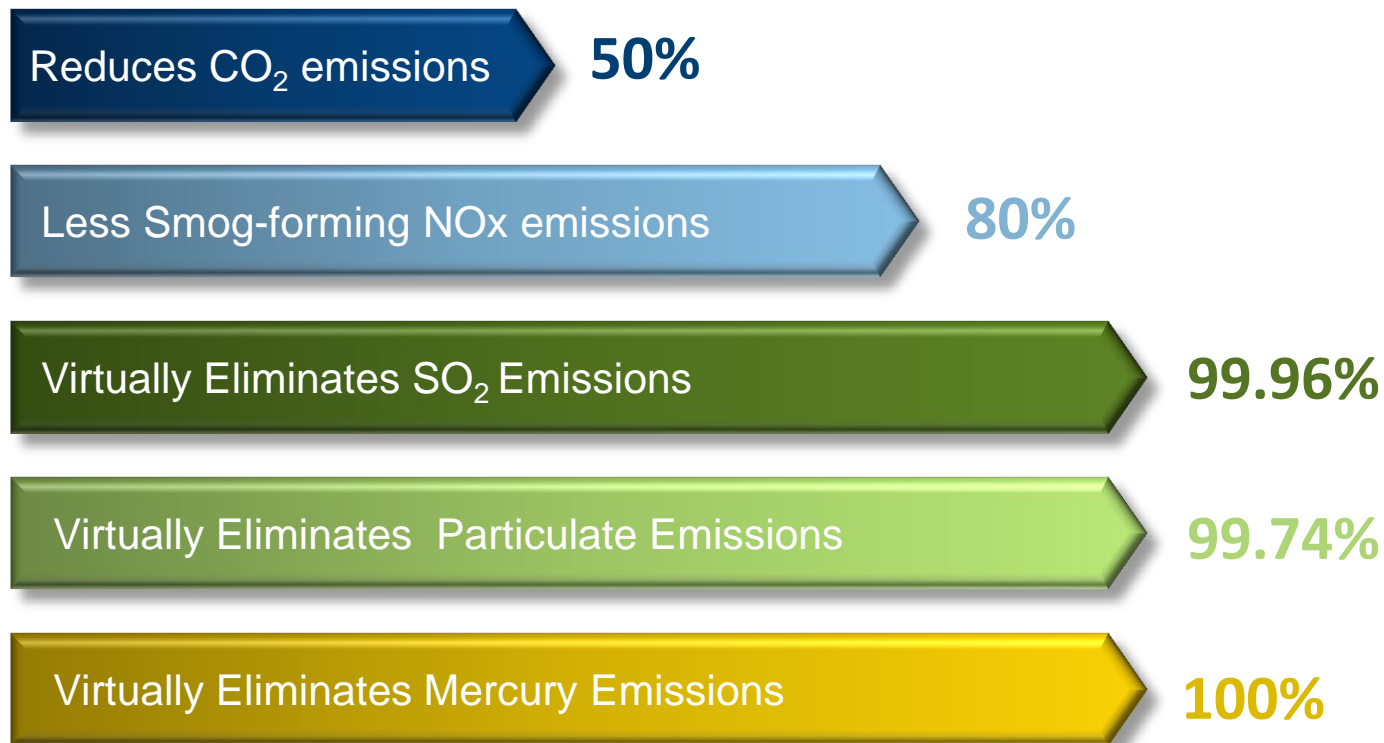 Reduces CO₂ emissions 50%
Less Smog-forming NOx emissions 80%
Virtually Eliminates SO₂ Emissions 99.96%
Virtually Eliminates Particulate Emissions 99.74%
Virtually Eliminates Mercury Emissions 100%